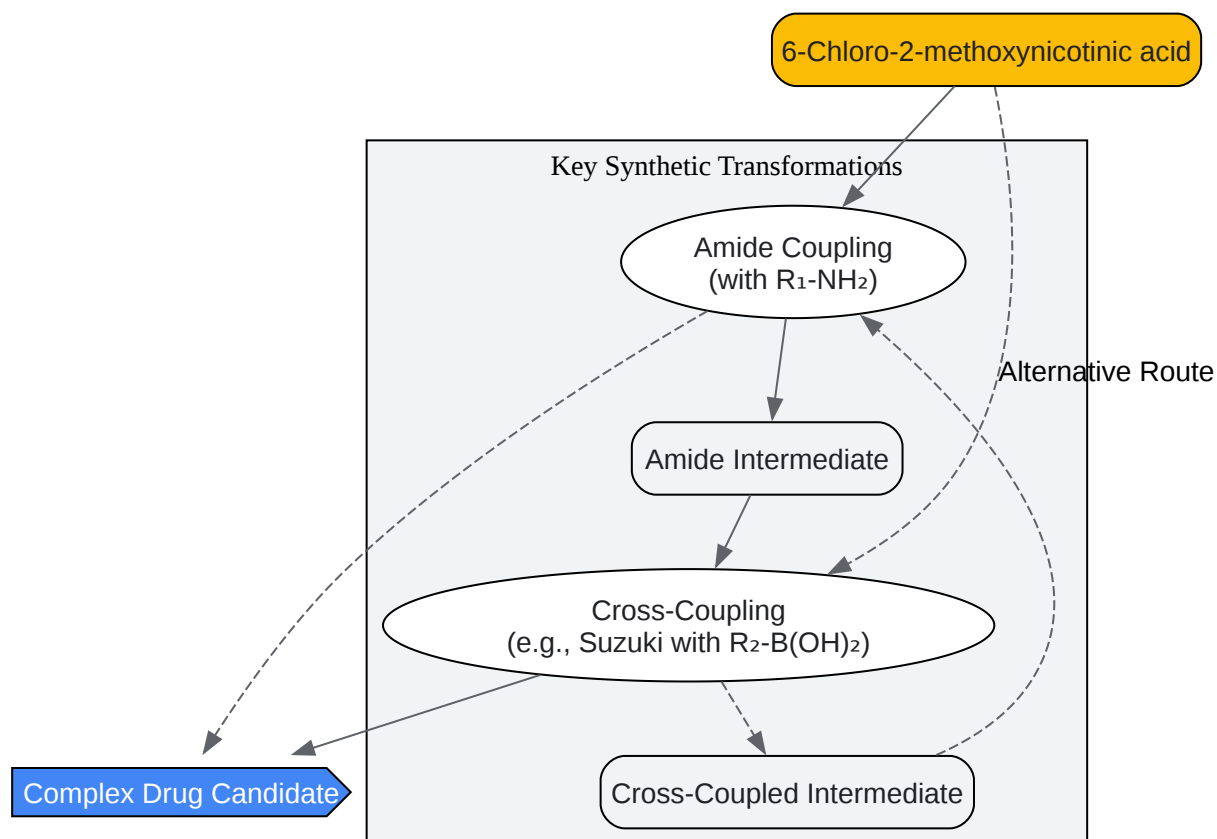 6-Chloro-2-methoxynicotinic acid
Key Synthetic Transformations
Amide Coupling
(with R₁-NH₂)
Alternative Route
Amide Intermediate
Cross-Coupling
(e.g., Suzuki with R₂-B(OH)₂)
Complex Drug Candidate
Cross-Coupled Intermediate